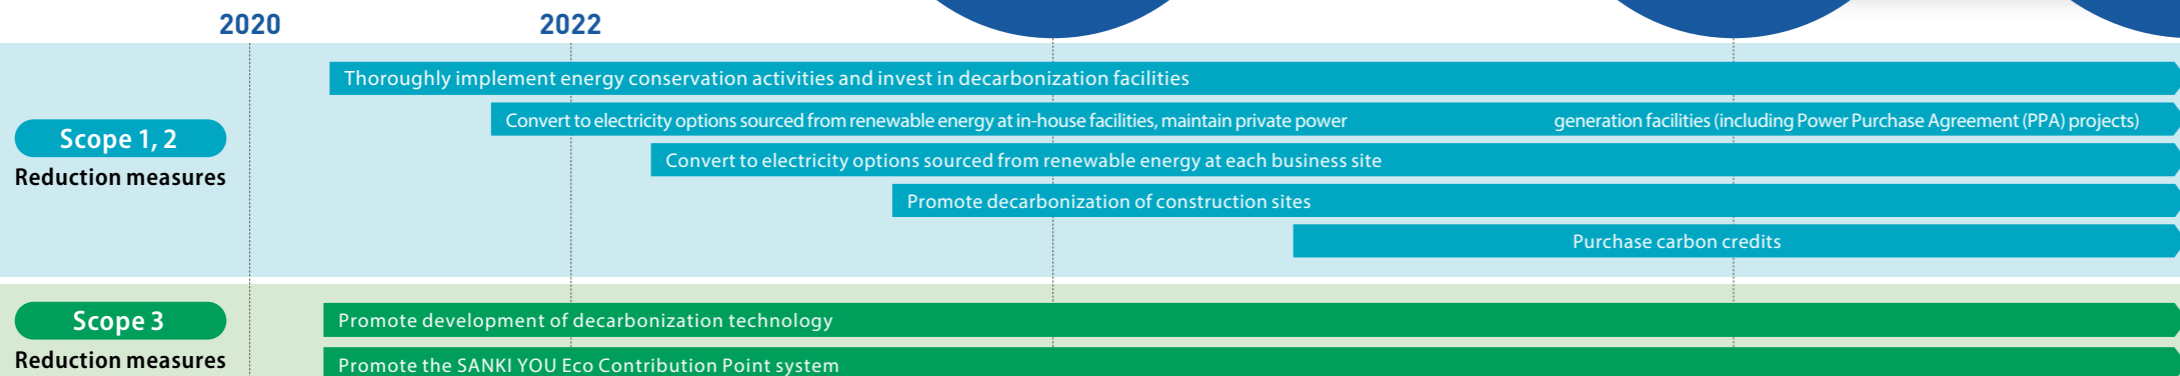 2020
2022
Scope 1, 2
Reduction measures
Thoroughly implement energy conservation activities and invest in decarbonization facilities
Convert to electricity options sourced from renewable energy at in-house facilities, maintain private power generation facilities (including Power Purchase Agreement (PPA) projects)
Convert to electricity options sourced from renewable energy at each business site
Promote decarbonization of construction sites
Purchase carbon credits
Scope 3
Reduction measures
Promote development of decarbonization technology
Promote the SANKI YOU Eco Contribution Point system